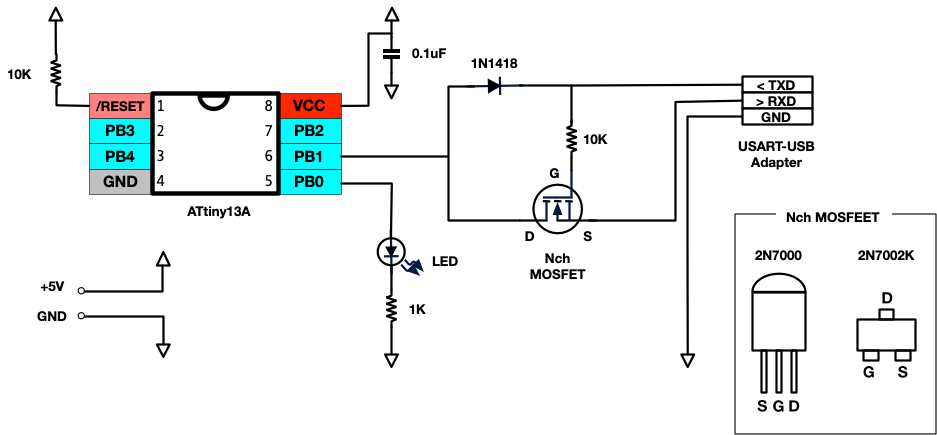 10K
0.1uF
/RESET 1 8 VCC
PB3 2 7 PB2
PB4 3 6 PB1
GND 4 5 PB0
ATtiny13A
1N1418
< TXD
> RXD
GND
USART-USB
Adapter
10K
G
D S
Nch
MOSFET
LED
1K
+5V
GND
Nch MOSFEET
2N7000 2N7002K
D
G S
S G D